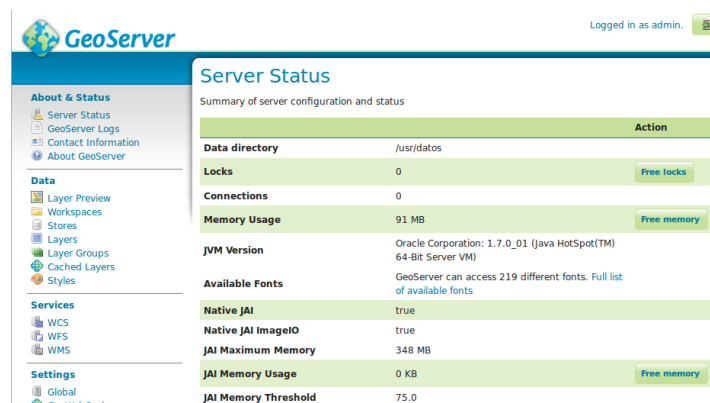 GeoServer
Logged in as admin.
About & Status
Server Status
GeoServer Logs
Contact Information
About GeoServer
Data
Layer Preview
Workspaces
Stores
Layers
Layer Groups
Cached Layers
Styles
Services
WCS
WFS
WMS
Settings
Global
Server Status
Summary of server configuration and status
Action
Data directory /usr/datos
Locks 0 Free locks
Connections 0
Memory Usage 91 MB Free memory
JVM Version Oracle Corporation: 1.7.0_01 (Java HotSpot(TM)
64-Bit Server VM)
Available Fonts GeoServer can access 219 different fonts. Full list
of available fonts
Native JAI true
Native JAI ImageIO true
JAI Maximum Memory 348 MB
JAI Memory Usage 0 KB Free memory
JAI Memory Threshold 75.0